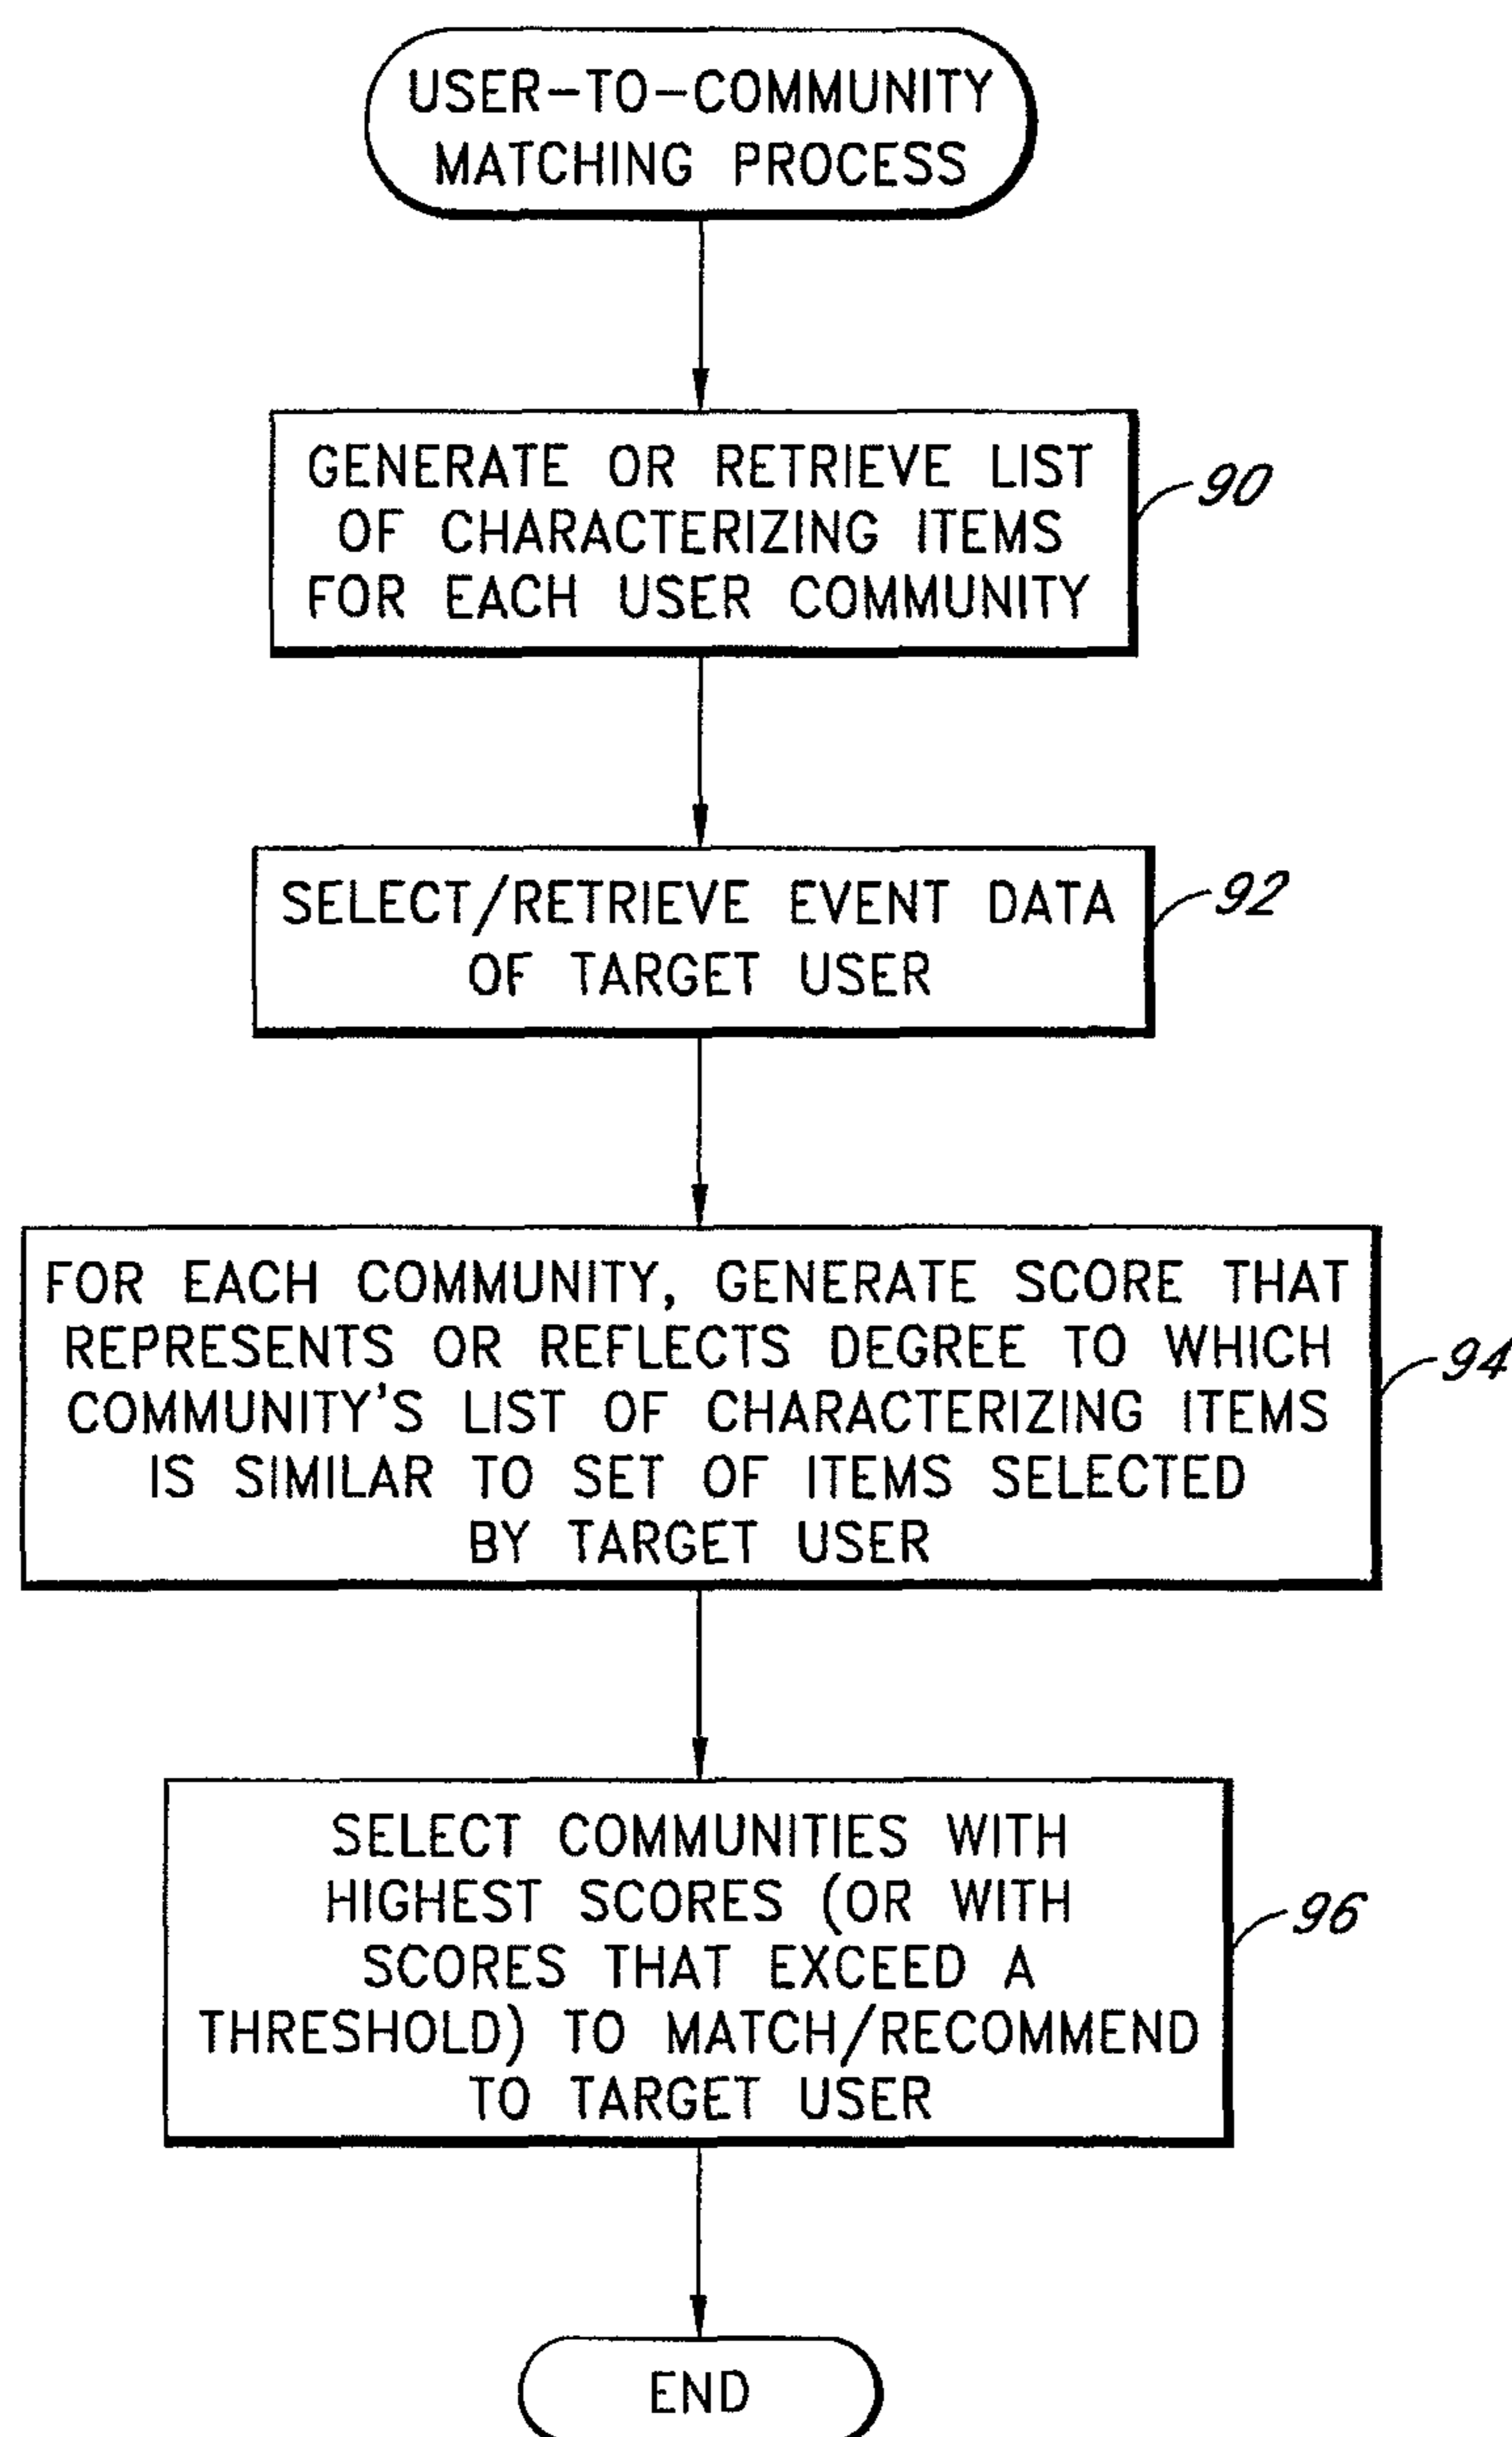 USER-TO-COMMUNITY
MATCHING PROCESS
GENERATE OR RETRIEVE LIST
OF CHARACTERIZING ITEMS
FOR EACH USER COMMUNITY
90
SELECT/RETRIEVE EVENT DATA
OF TARGET USER
92
FOR EACH COMMUNITY, GENERATE SCORE THAT
REPRESENTS OR REFLECTS DEGREE TO WHICH
COMMUNITY'S LIST OF CHARACTERIZING ITEMS
IS SIMILAR TO SET OF ITEMS SELECTED
BY TARGET USER
94
SELECT COMMUNITIES WITH
HIGHEST SCORES (OR WITH
SCORES THAT EXCEED A
THRESHOLD) TO MATCH/RECOMMEND
TO TARGET USER
96
END